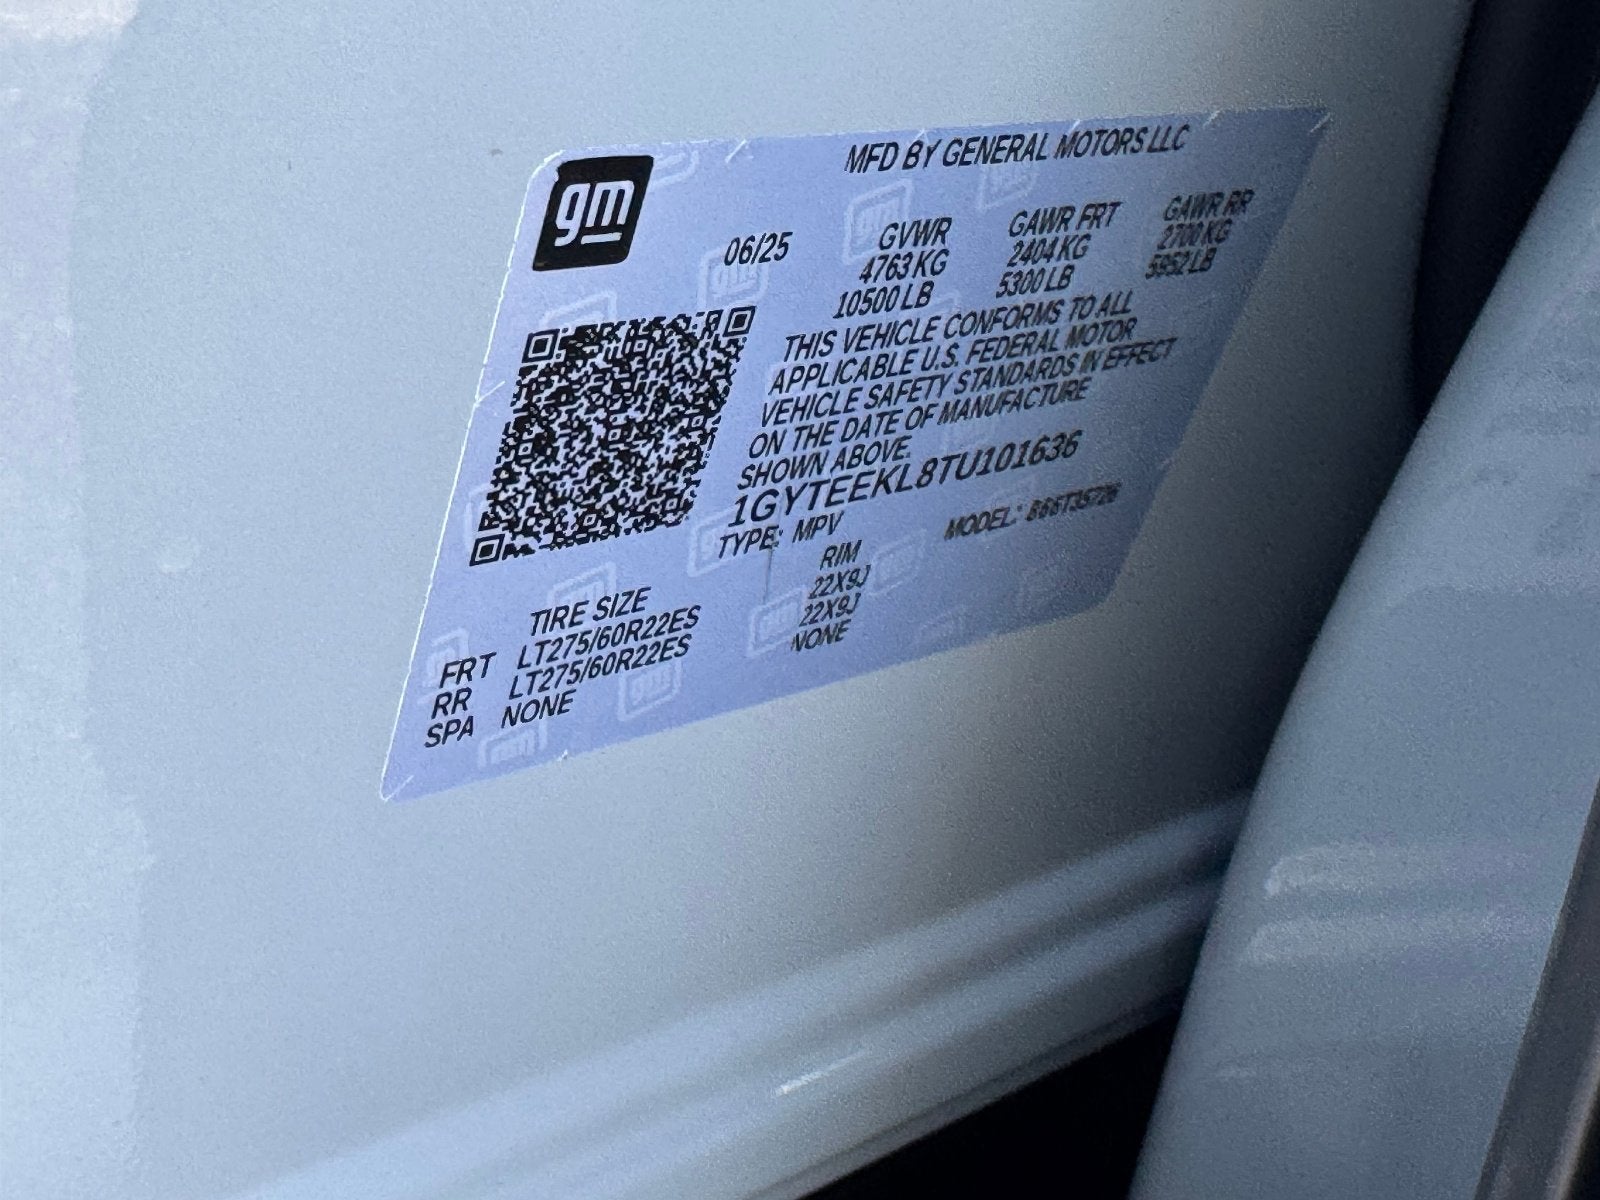 gm
MFD BY GENERAL MOTORS LLC
06/25 GVWR GAWR FRT GAWR RR
4763 KG 2404 KG 2700 KG
10500 LB 5300 LB 5952 LB
THIS VEHICLE CONFORMS TO ALL
APPLICABLE U.S. FEDERAL MOTOR
VEHICLE SAFETY STANDARDS IN EFFECT
ON THE DATE OF MANUFACTURE
SHOWN ABOVE.
1GYTEEKL8TU101636
TYPE: MPV MODEL:
TIRE SIZE RIM
FRT LT275/60R22ES 22X9J
RR LT275/60R22ES 22X9J
SPA NONE NONE